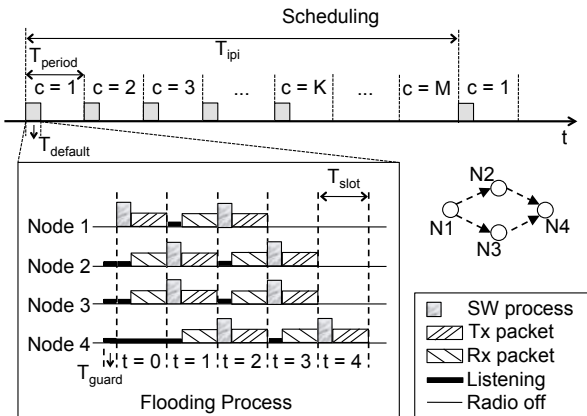 Scheduling
T_ipi
T_period
c = 1 c = 2 c = 3 ... c = K ... c = M c = 1
t
T_default
T_slot
Node 1
Node 2
Node 3
Node 4
t = 0 t = 1 t = 2 t = 3 t = 4
T_guard
Flooding Process
N2
N1 N4
N3
SW process
Tx packet
Rx packet
Listening
Radio off